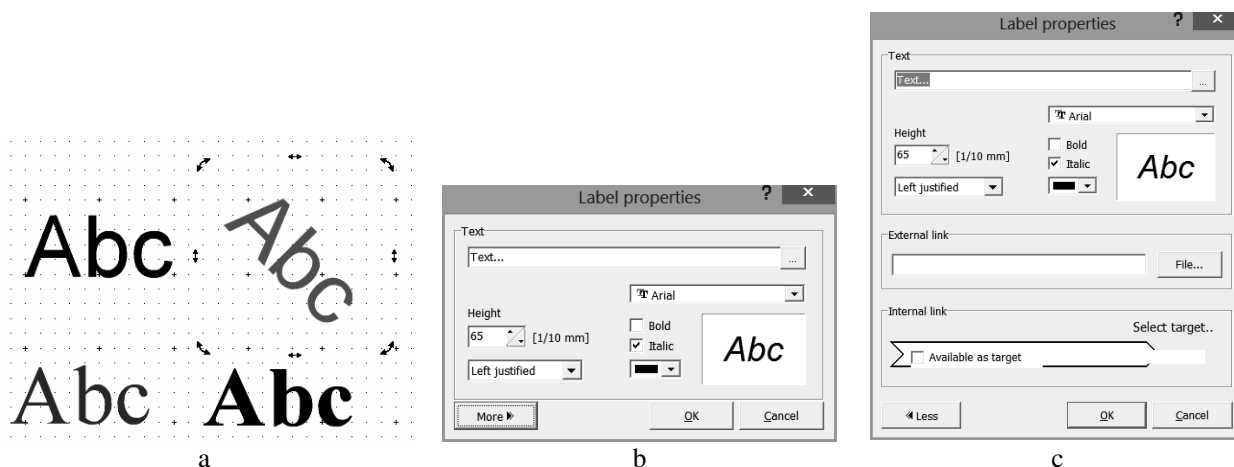 Abc
Abc
Abc
Abc
a
Label properties ? ×
Text
Text...
...
Arial
Height
65 [1/10 mm]
Bold
Italic
Left justified
Abc
More
OK
Cancel
b
Label properties ? ×
Text
Text...
...
Arial
Height
65 [1/10 mm]
Bold
Italic
Left justified
Abc
External link
File...
Internal link
Select target..
Available as target
Less
OK
Cancel
c